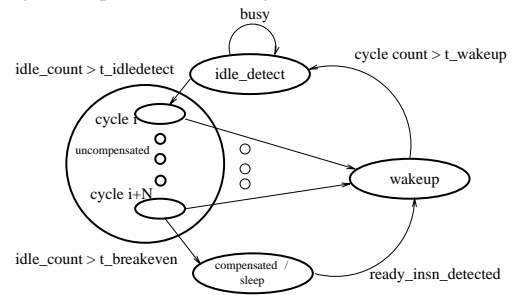 busy
cycle count > t_wakeup
idle_count > t_idledetect
idle_detect
cycle i
uncompensated
wakeup
cycle i+N
idle_count > t_breakeven
compensated /
sleep
ready_insn_detected